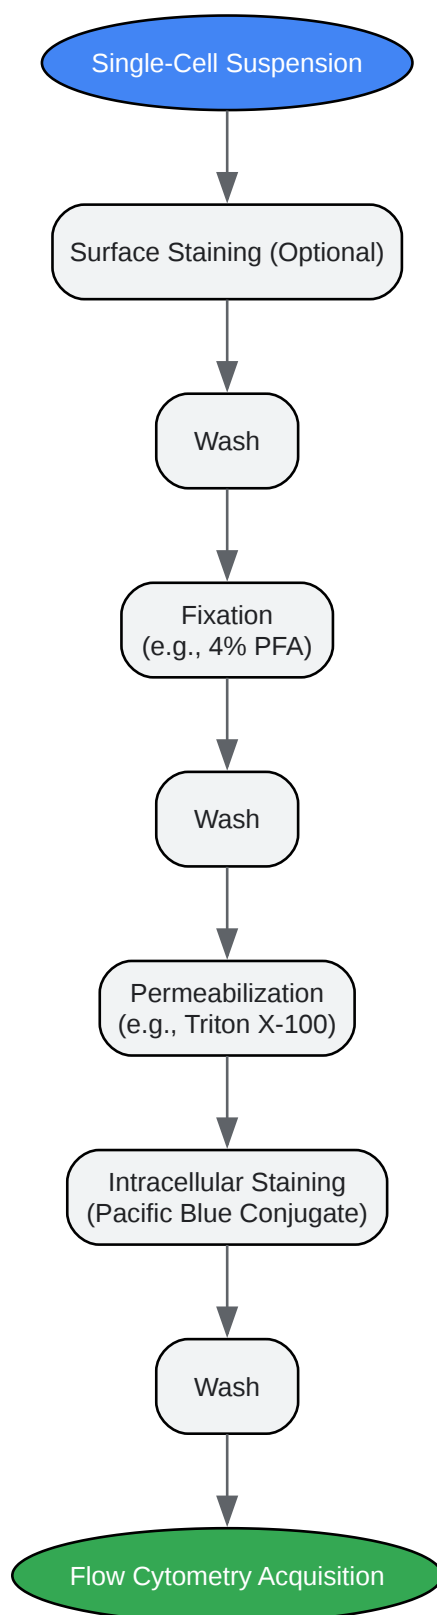 Single-Cell Suspension
Surface Staining (Optional)
Wash
Fixation
(e.g., 4% PFA)
Wash
Permeabilization
(e.g., Triton X-100)
Intracellular Staining
(Pacific Blue Conjugate)
Wash
Flow Cytometry Acquisition